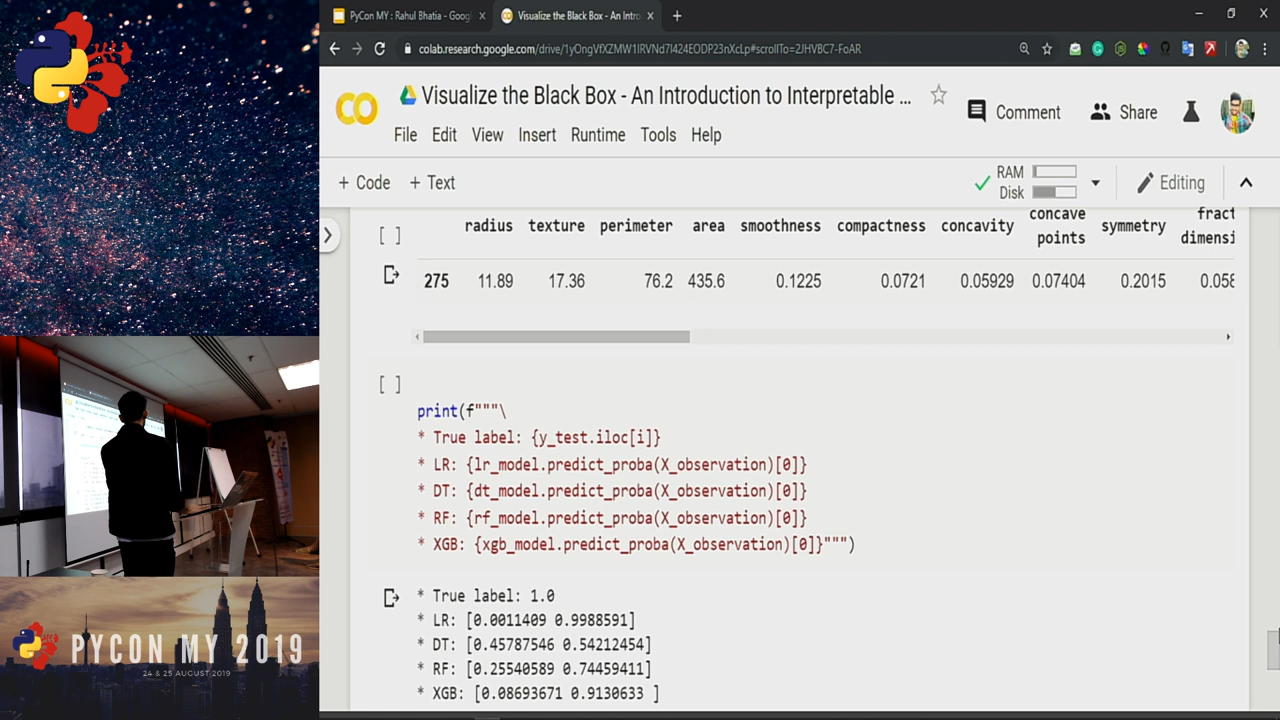 PyCon MY : Rahul Bhatia - Googl
Visualize the Black Box - An Intro
colab.research.google.com/drive/1yOngVfXZMW1lRVNd7l424EODP23nXcLp#scrollTo=2JHVBC7-FoAR
Visualize the Black Box - An Introduction to Interpretable ...
Comment
Share
File Edit View Insert Runtime Tools Help
+ Code + Text
RAM
Disk
Editing
[ ]
radius texture perimeter area smoothness compactness concavity concave points symmetry fract dimensi
275 11.89 17.36 76.2 435.6 0.1225 0.0721 0.05929 0.07404 0.2015 0.058
[ ]
print(f"""\
* True label: {y_test.iloc[i]}
* LR: {lr_model.predict_proba(X_observation)[0]}
* DT: {dt_model.predict_proba(X_observation)[0]}
* RF: {rf_model.predict_proba(X_observation)[0]}
* XGB: {xgb_model.predict_proba(X_observation)[0]}""")
* True label: 1.0
* LR: [0.0011409 0.9988591]
* DT: [0.45787546 0.54212454]
* RF: [0.25540589 0.74459411]
* XGB: [0.08693671 0.9130633 ]
PYCON MY 2019
24 & 25 AUGUST 2019